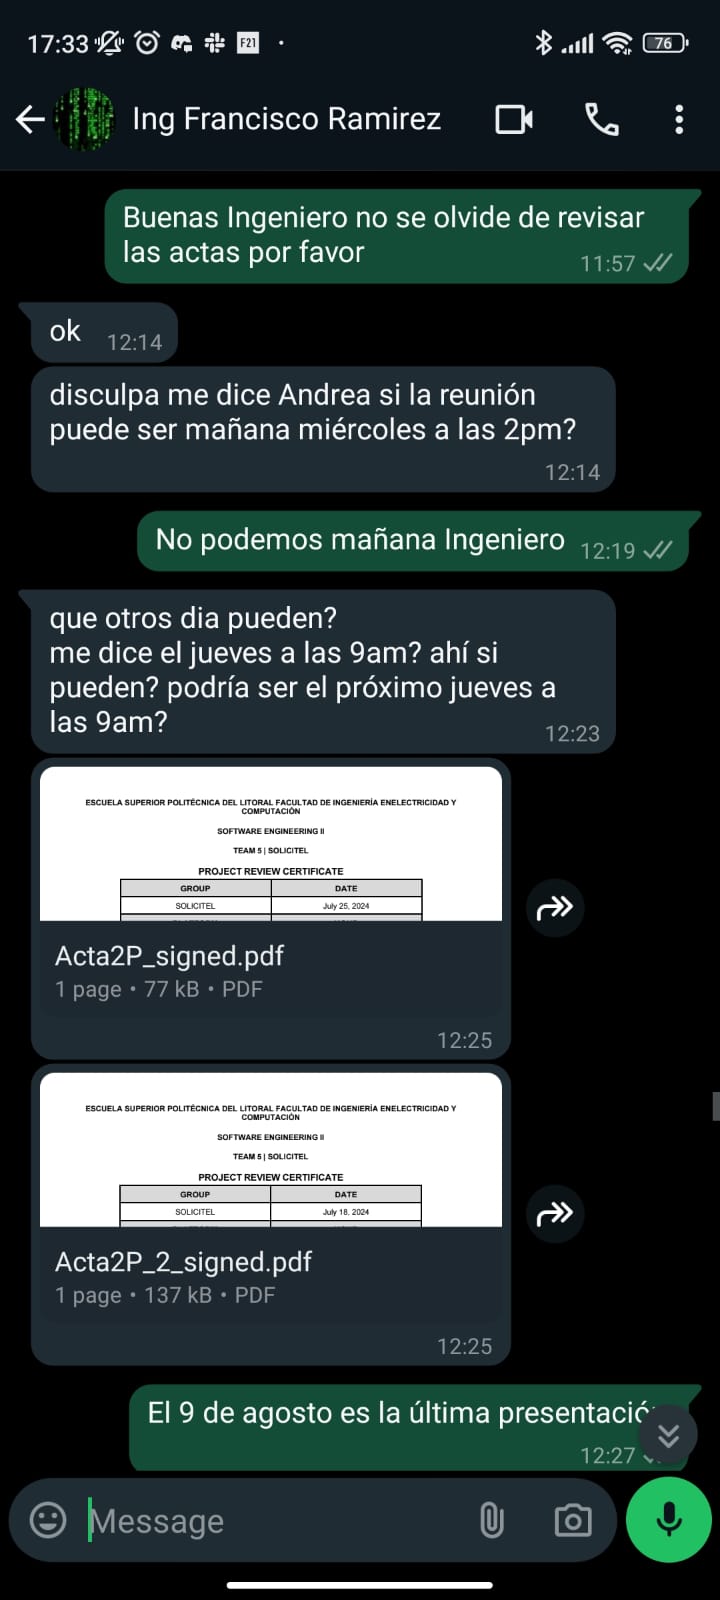 17:33
F21
76
Ing Francisco Ramirez
Buenas Ingeniero no se olvide de revisar
las actas por favor
11:57
ok
12:14
disculpa me dice Andrea si la reunión
puede ser mañana miércoles a las 2pm?
12:14
No podemos mañana Ingeniero
12:19
que otros dia pueden?
me dice el jueves a las 9am? ahí si
pueden? podría ser el próximo jueves a
las 9am?
12:23
ESCUELA SUPERIOR POLITÉCNICA DEL LITORAL FACULTAD DE INGENIERÍA ENELECTRICIDAD Y
COMPUTACIÓN
SOFTWARE ENGINEERING II
TEAM 5 | SOLICITEL
PROJECT REVIEW CERTIFICATE
GROUP DATE
SOLICITEL July 25, 2024
Acta2P_signed.pdf
1 page • 77 kB • PDF
12:25
ESCUELA SUPERIOR POLITÉCNICA DEL LITORAL FACULTAD DE INGENIERÍA ENELECTRICIDAD Y
COMPUTACIÓN
SOFTWARE ENGINEERING II
TEAM 5 | SOLICITEL
PROJECT REVIEW CERTIFICATE
GROUP DATE
SOLICITEL July 18, 2024
Acta2P_2_signed.pdf
1 page • 137 kB • PDF
12:25
El 9 de agosto es la última presentació
12:27
Message